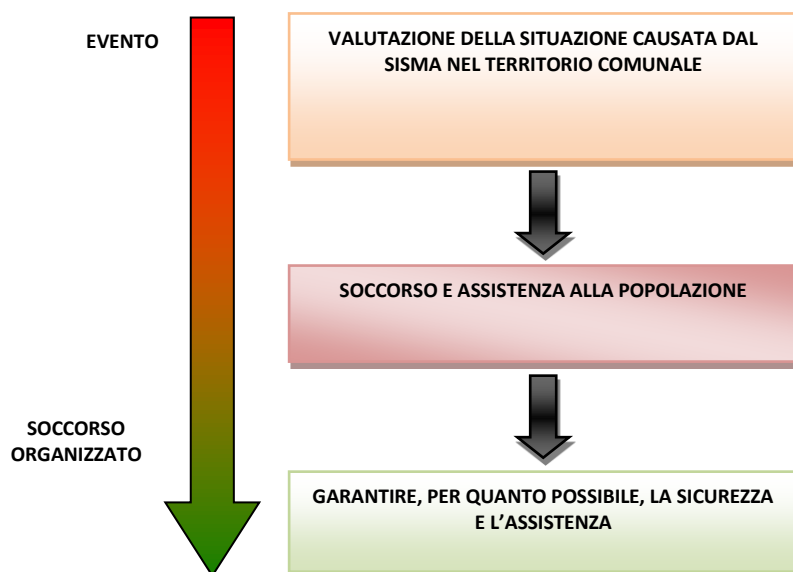 EVENTO
VALUTAZIONE DELLA SITUAZIONE CAUSATA DAL
SISMA NEL TERRITORIO COMUNALE
SOCCORSO E ASSISTENZA ALLA POPOLAZIONE
SOCCORSO
ORGANIZZATO
GARANTIRE, PER QUANTO POSSIBILE, LA SICUREZZA
E L’ASSISTENZA